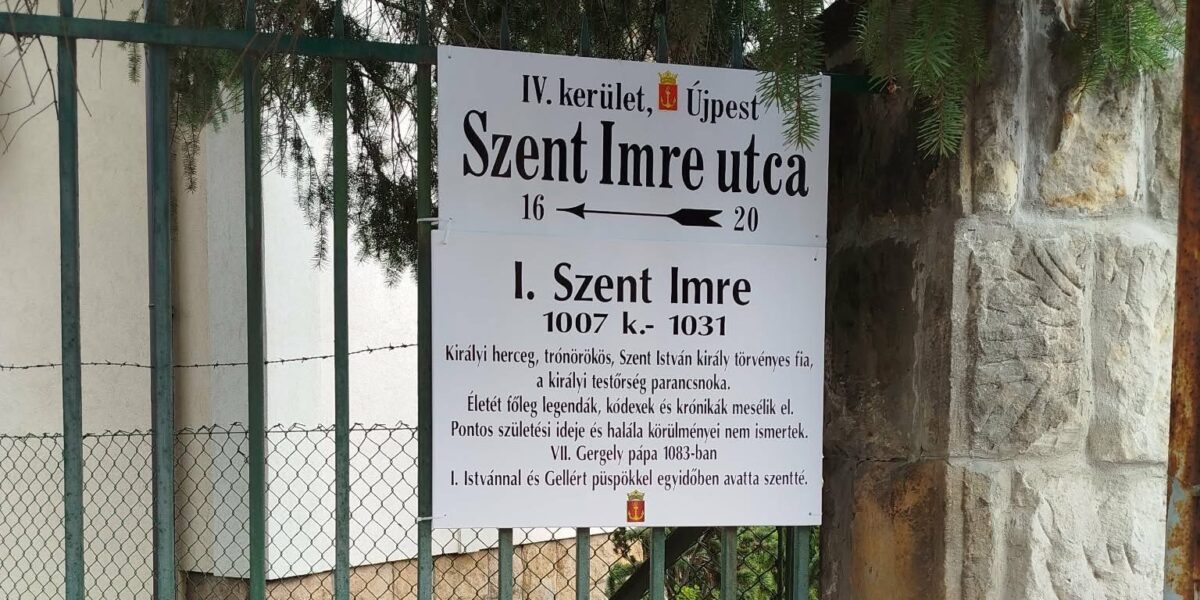 IV. kerület, Újpest
Szent Imre utca
16 20
I. Szent Imre
1007 k.- 1031
Királyi herceg, trónörökös, Szent István király törvényes fia,
a királyi testőrség parancsnoka.
Életét főleg legendák, kódexek és krónikák mesélik el.
Pontos születési ideje és halála körülményei nem ismertek.
VII. Gergely pápa 1083-ban
I. Istvánnal és Gellért püspökkel egyidőben avatta szentté.